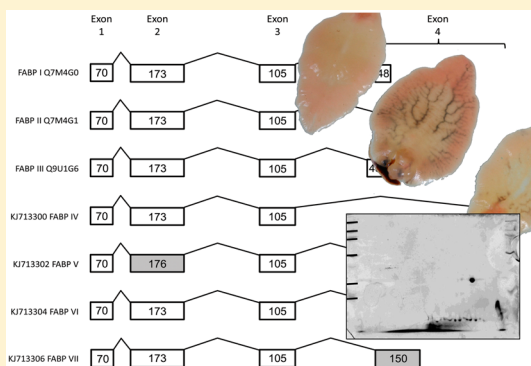 Exon 1
Exon 2
Exon 3
Exon 4
FABP I Q7M4G0 70 173 105 48
FABP II Q7M4G1 70 173 105
FABP III Q9U1G6 70 173 105
KJ713300 FABP IV 70 173 105
KJ713302 FABP V 70 176 105
KJ713304 FABP VI 70 173 105
KJ713306 FABP VII 70 173 105 150